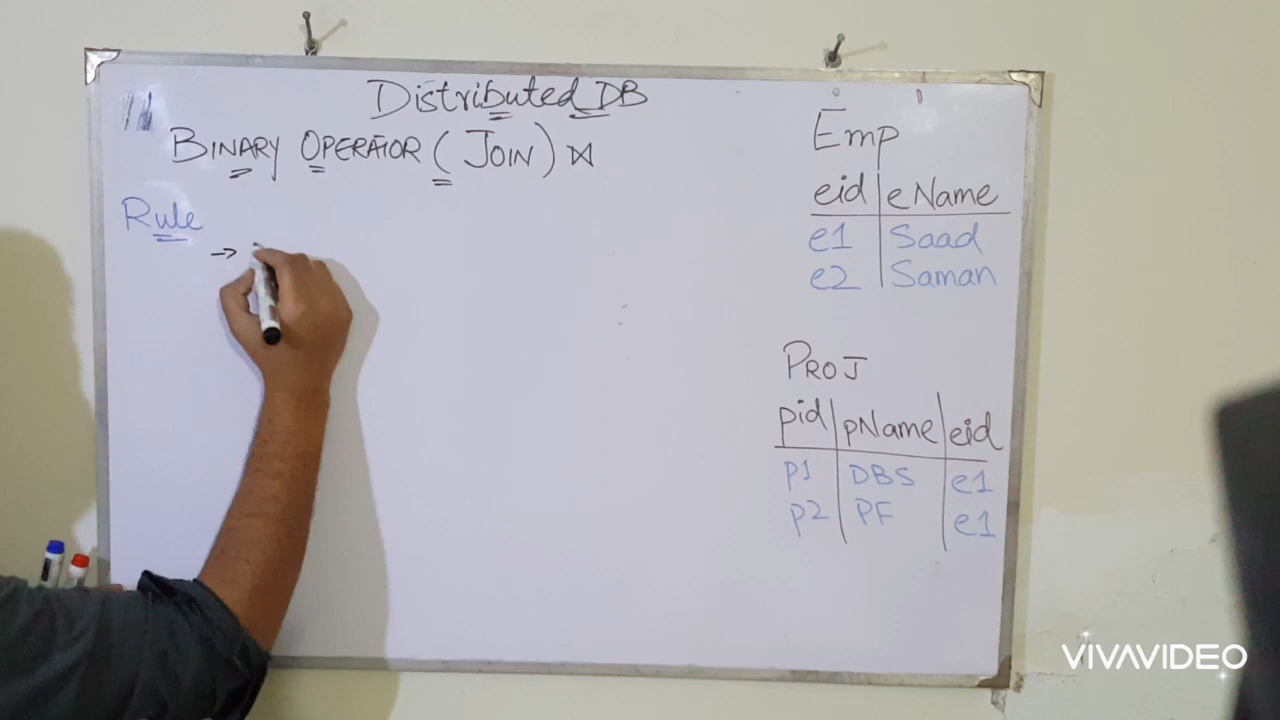 Distributed DB
BINARY OPERATOR (JOIN) ⋈
Rule
→
Emp
eid eName
e1 Saad
e2 Saman
PROJ
pid pName eid
P1 DBS e1
P2 PF e1
VIVAVIDEO